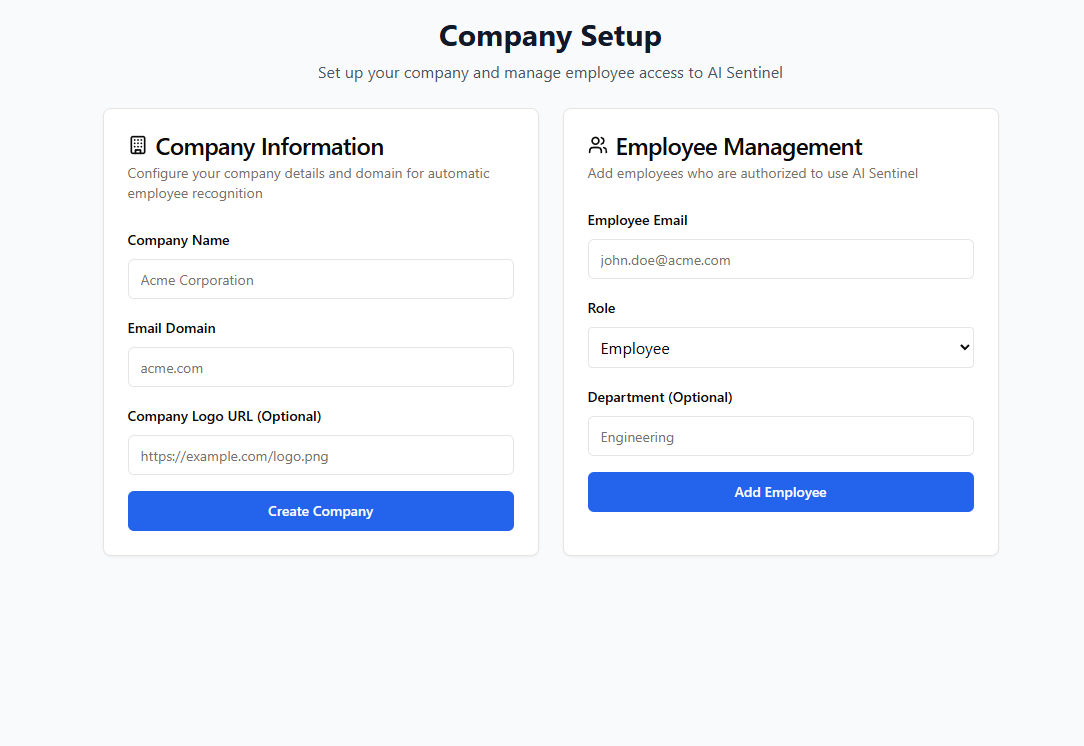 Company Setup
Set up your company and manage employee access to AI Sentinel
Company Information
Configure your company details and domain for automatic
employee recognition
Company Name
Acme Corporation
Email Domain
acme.com
Company Logo URL (Optional)
https://example.com/logo.png
Create Company
Employee Management
Add employees who are authorized to use AI Sentinel
Employee Email
john.doe@acme.com
Role
Employee
Department (Optional)
Engineering
Add Employee